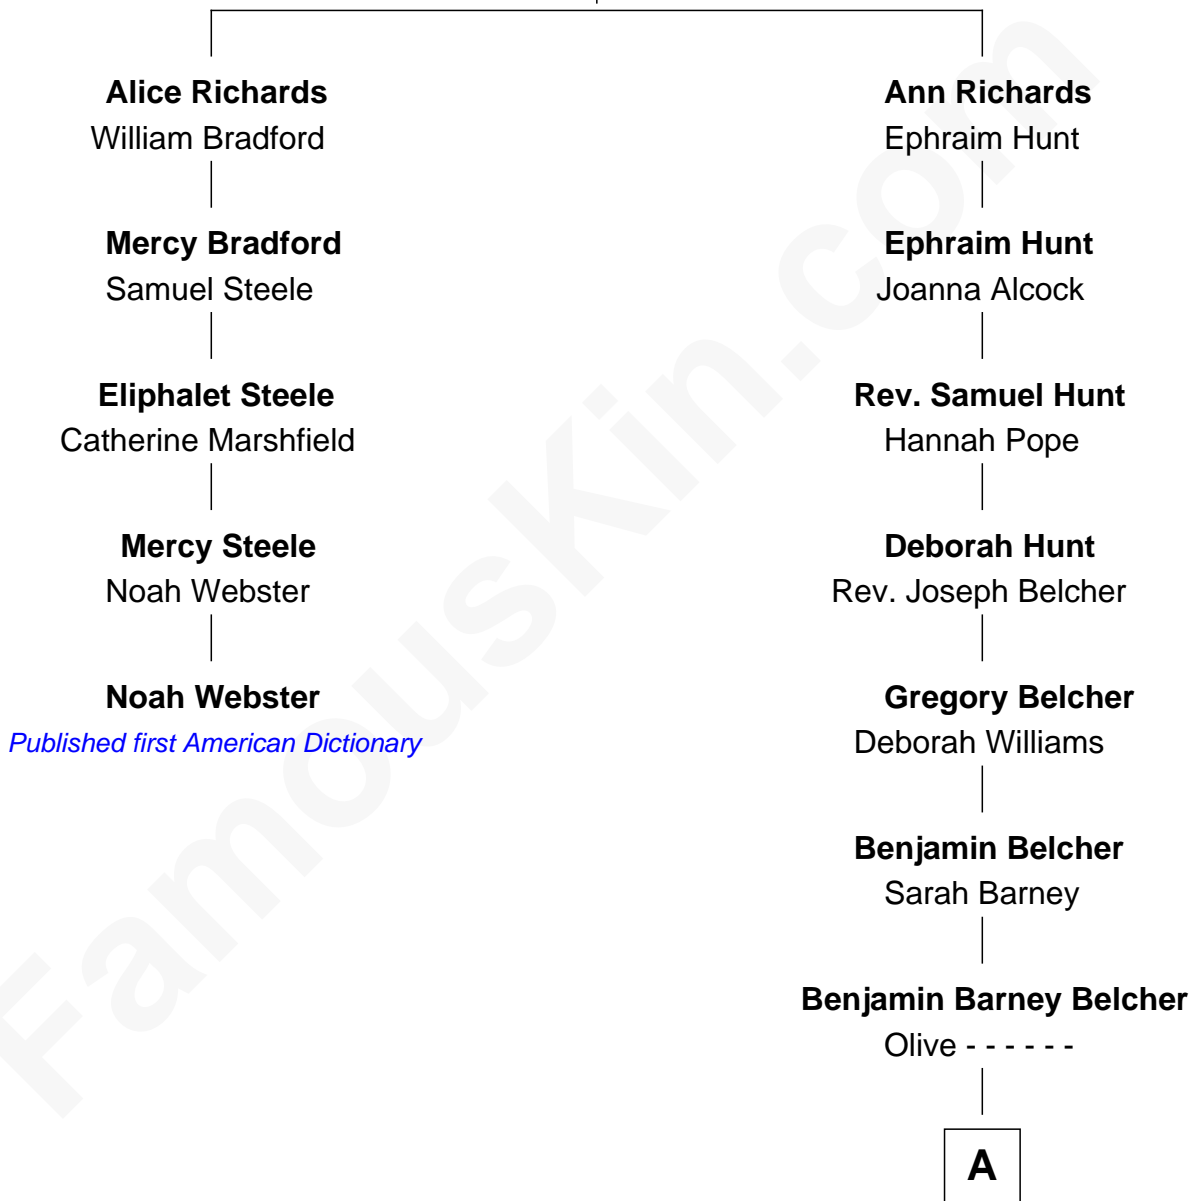 Alice Richards
William Bradford
Mercy Bradford
Samuel Steele
Eliphalet Steele
Catherine Marshfield
Mercy Steele
Noah Webster
Noah Webster
Published first American Dictionary
Ann Richards
Ephraim Hunt
Ephraim Hunt
Joanna Alcock
Rev. Samuel Hunt
Hannah Pope
Deborah Hunt
Rev. Joseph Belcher
Gregory Belcher
Deborah Williams
Benjamin Belcher
Sarah Barney
Benjamin Barney Belcher
Olive - - - - - -
A
FamousKin.com